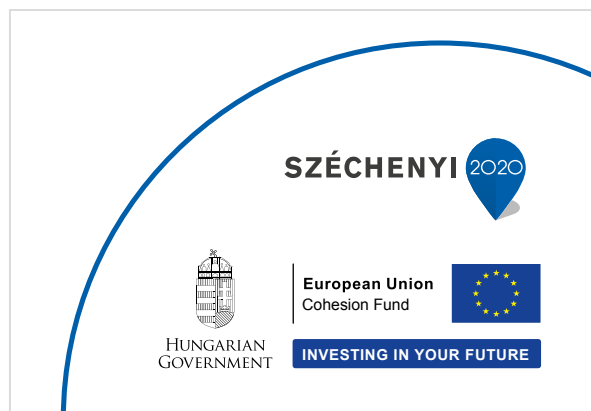 SZÉCHENYI 2020
European Union
Cohesion Fund
HUNGARIAN
GOVERNMENT
INVESTING IN YOUR FUTURE